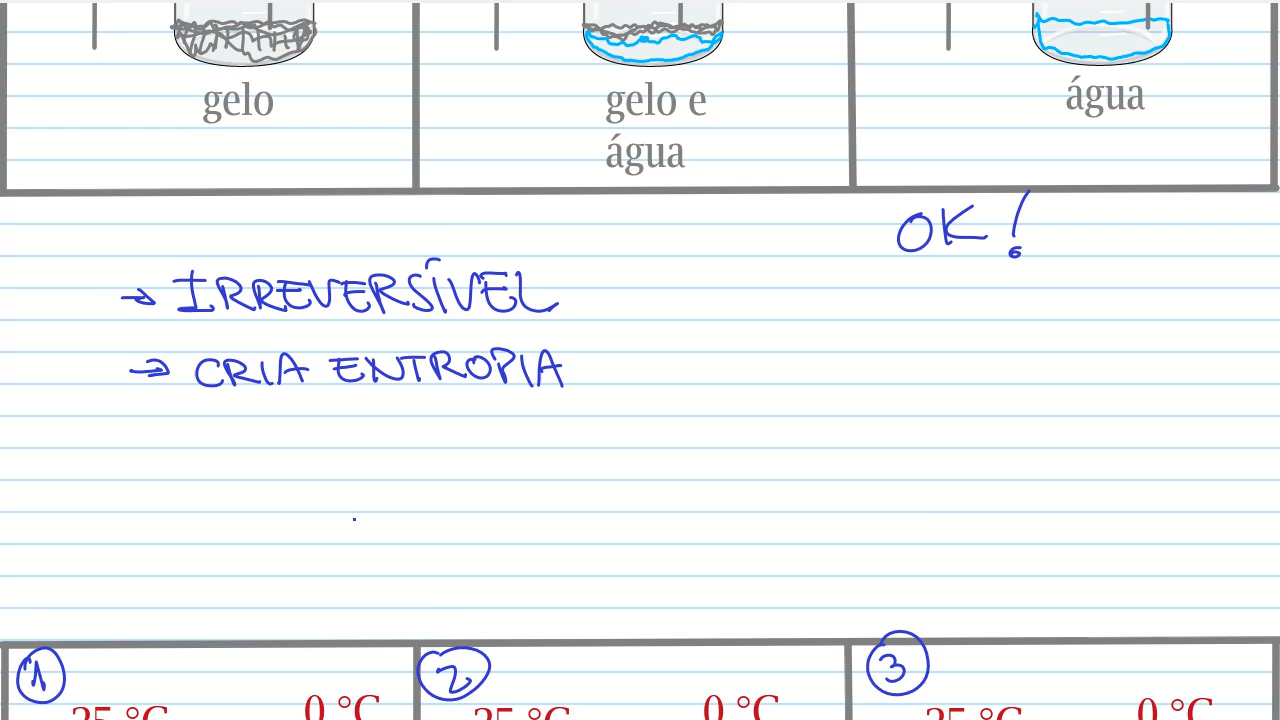 gelo
gelo e
água
água
OK!
→ IRREVERSÍVEL
→ CRIA ENTROPIA
1
2
3
25 °C
0 °C
25 °C
0 °C
25 °C
0 °C